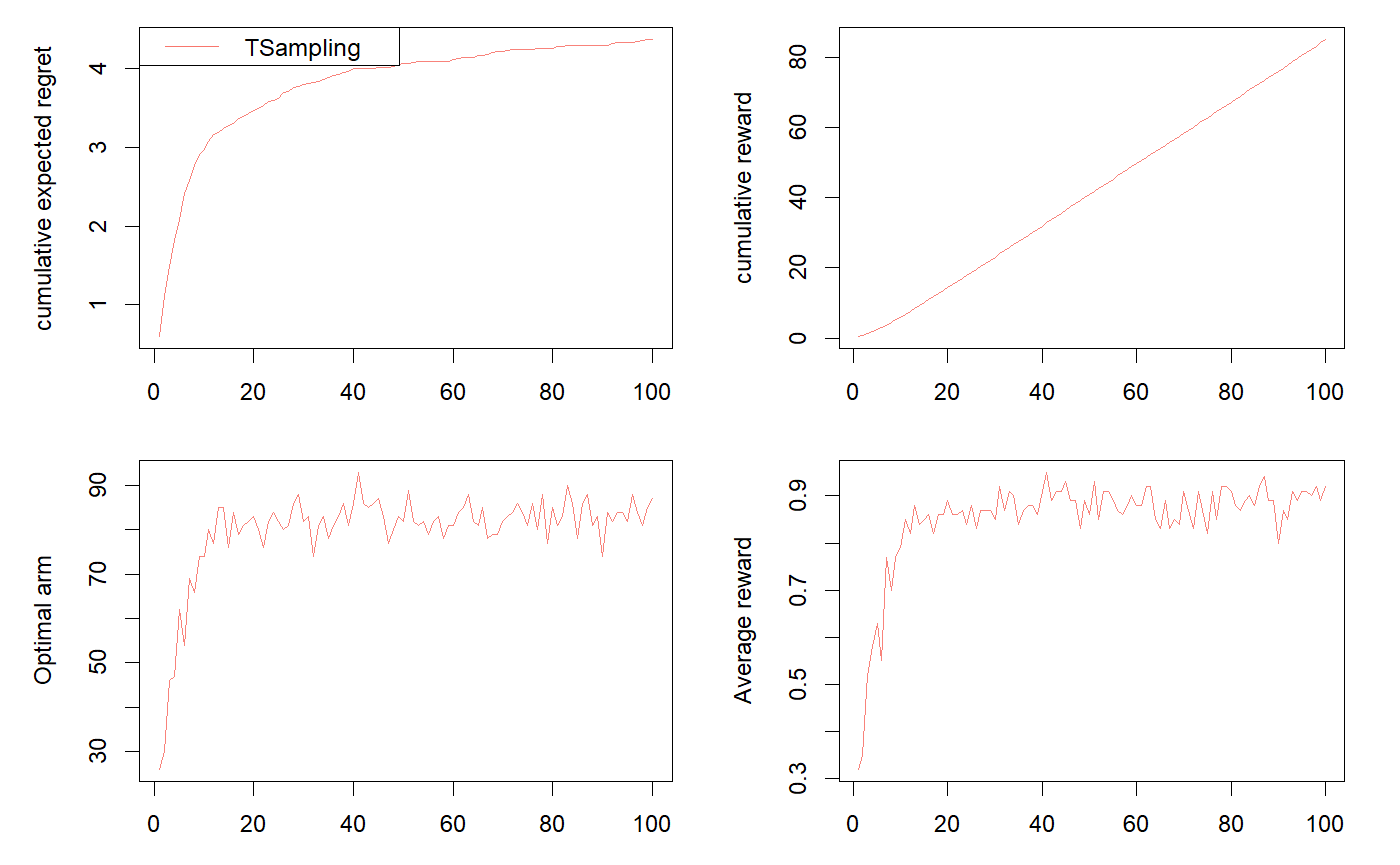 TSampling
cumulative expected regret
4
3
2
1
0 20 40 60 80 100
cumulative reward
80
60
40
20
0
0 20 40 60 80 100
Optimal arm
90
70
50
30
0 20 40 60 80 100
Average reward
0.9
0.7
0.5
0.3
0 20 40 60 80 100